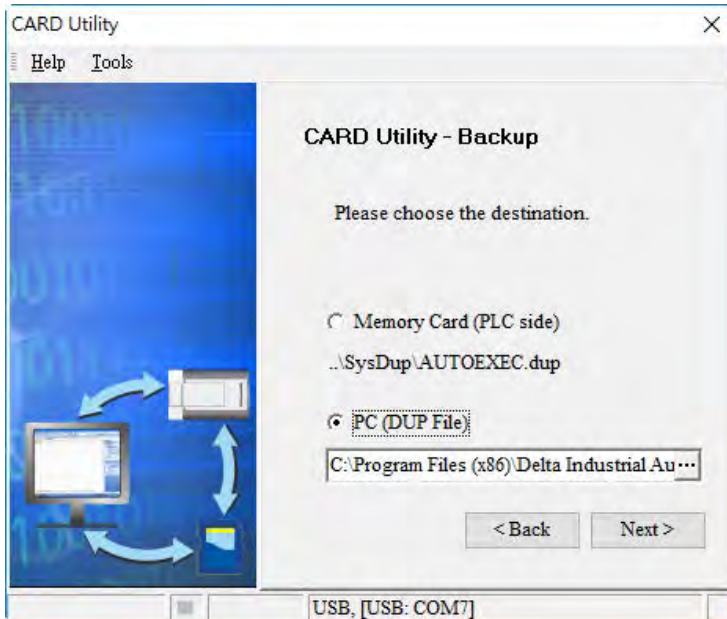 CARD Utility
Help Tools
CARD Utility - Backup
Please choose the destination.
Memory Card (PLC side)
..\SysDup\AUTOEXEC.dup
PC (DUP File)
C:\Program Files (x86)\Delta Industrial Au...
< Back Next >
USB, [USB: COM7]